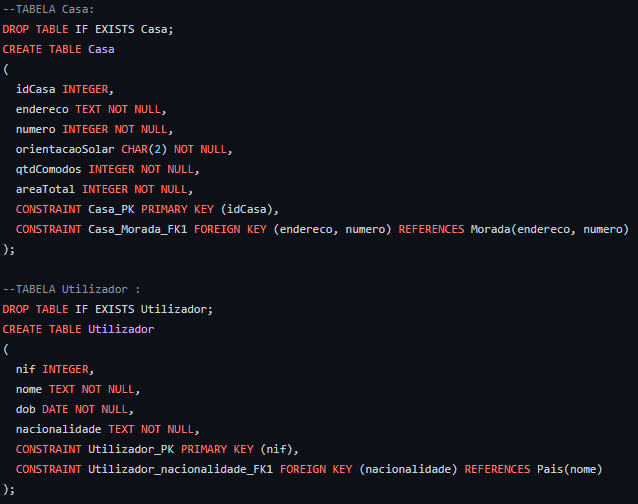 --TABELA Casa:
DROP TABLE IF EXISTS Casa;
CREATE TABLE Casa
(
  idCasa INTEGER,
  endereco TEXT NOT NULL,
  numero INTEGER NOT NULL,
  orientacaoSolar CHAR(2) NOT NULL,
  qtdComodos INTEGER NOT NULL,
  areaTotal INTEGER NOT NULL,
  CONSTRAINT Casa_PK PRIMARY KEY (idCasa),
  CONSTRAINT Casa_Morada_FK1 FOREIGN KEY (endereco, numero) REFERENCES Morada(endereco, numero)
);

--TABELA Utilizador :
DROP TABLE IF EXISTS Utilizador;
CREATE TABLE Utilizador
(
  nif INTEGER,
  nome TEXT NOT NULL,
  dob DATE NOT NULL,
  nacionalidade TEXT NOT NULL,
  CONSTRAINT Utilizador_PK PRIMARY KEY (nif),
  CONSTRAINT Utilizador_nacionalidade_FK1 FOREIGN KEY (nacionalidade) REFERENCES Pais(nome)
);